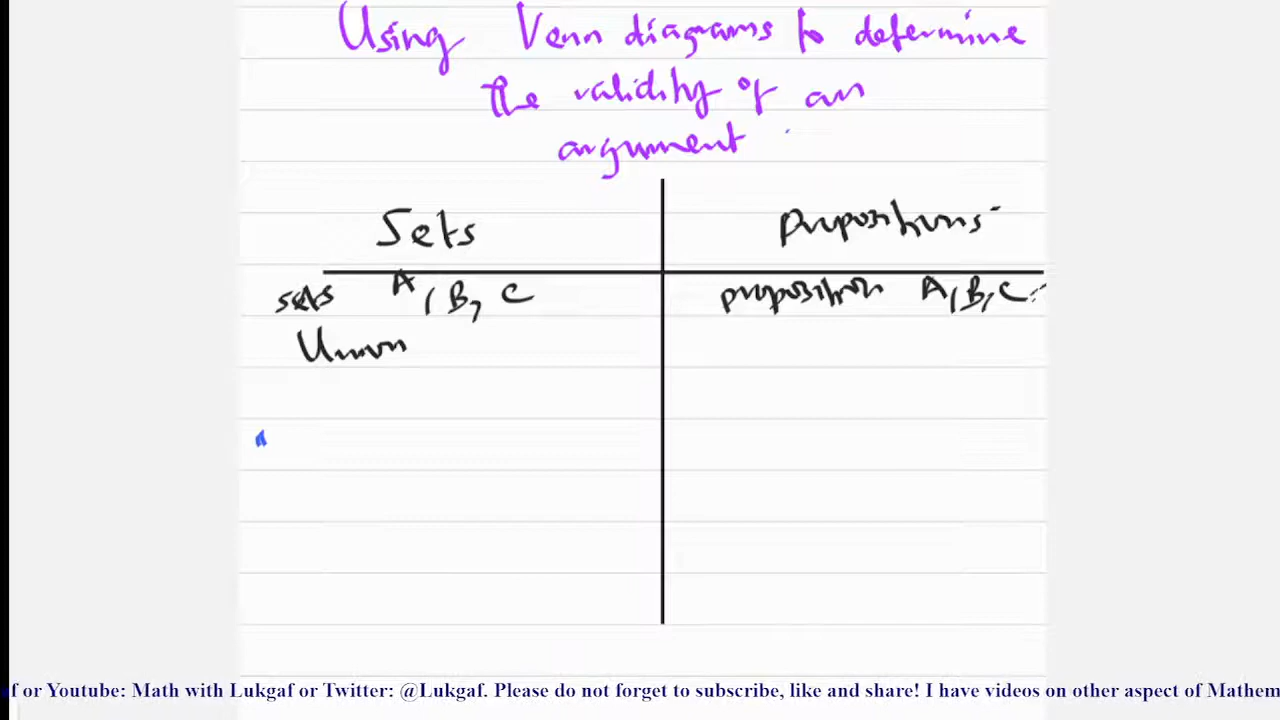 Using Venn diagrams to determine
the validity of an
argument
Sets
propositions
sets A, B, C
proposition A, B, C
Union
f or Youtube: Math with Lukgaf or Twitter: @Lukgaf. Please do not forget to subscribe, like and share! I have videos on other aspect of Mathem